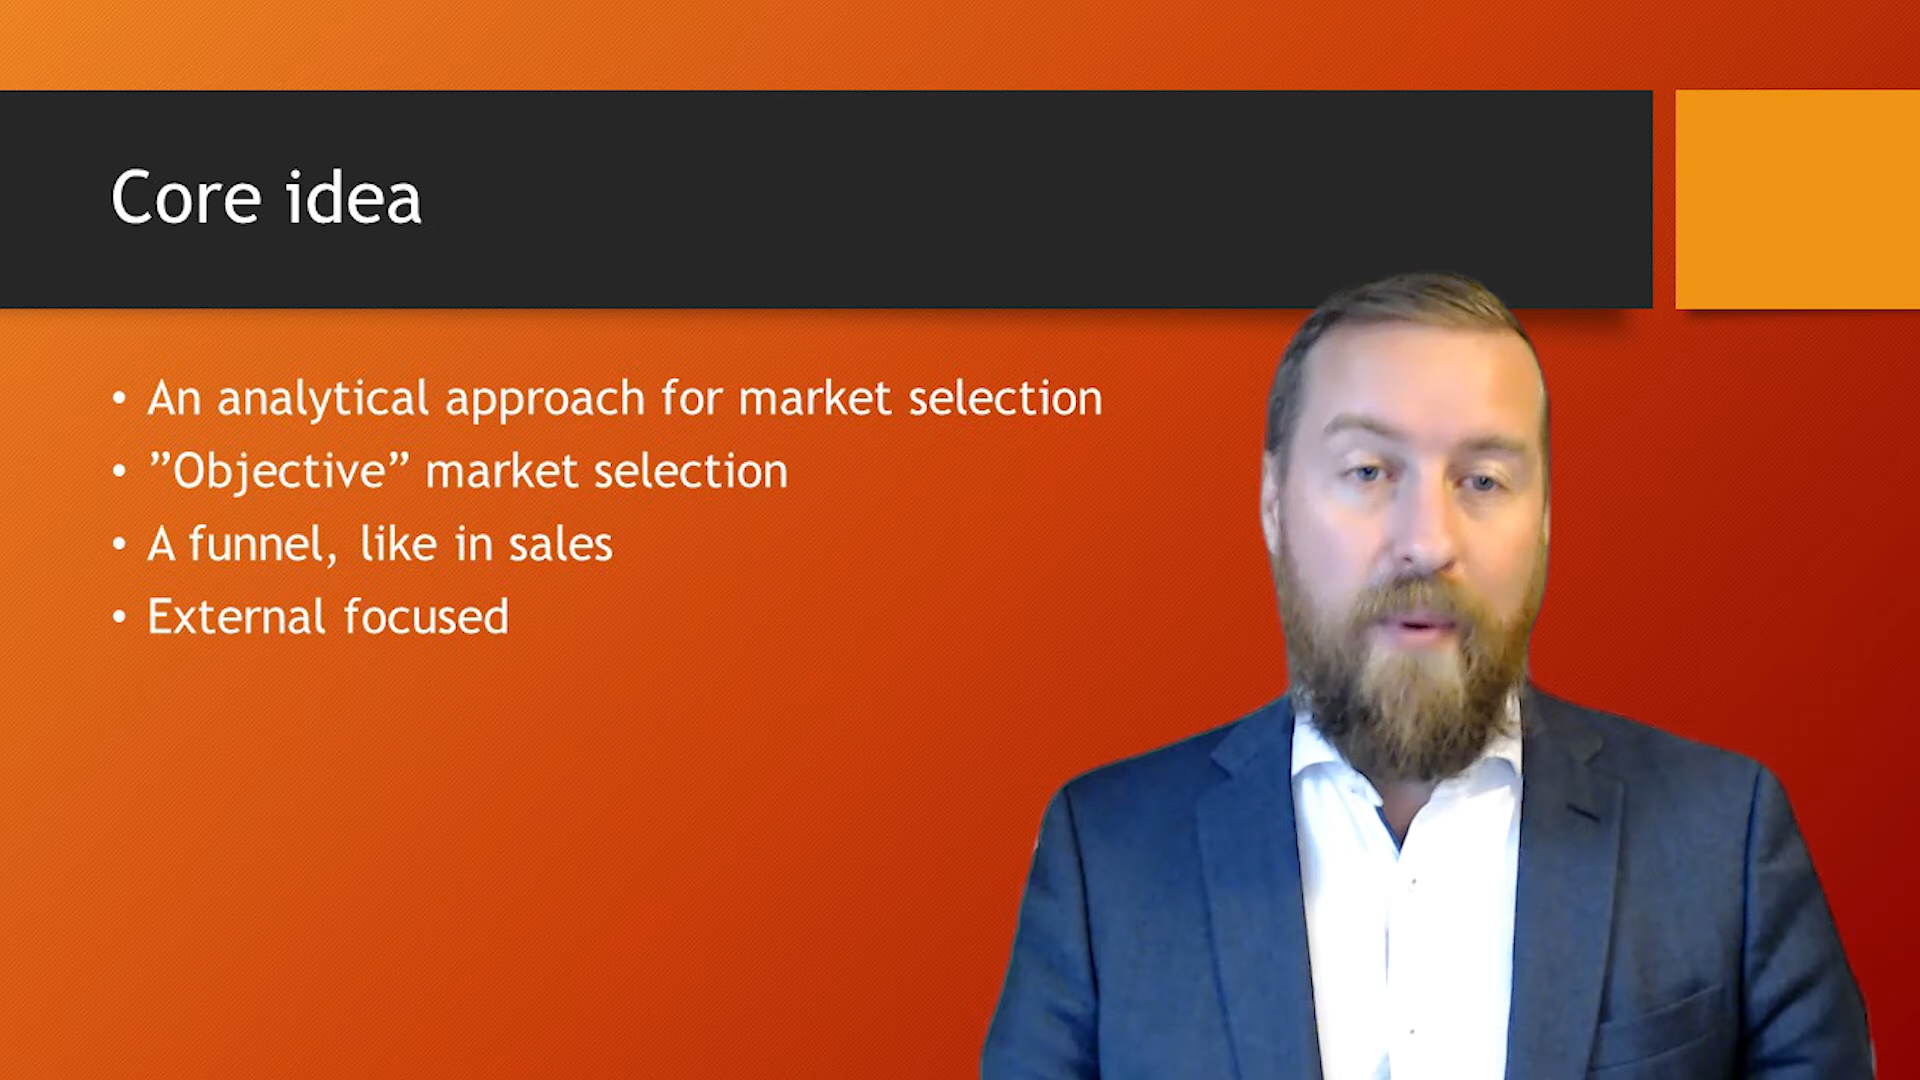 Core idea
• An analytical approach for market selection
• ”Objective” market selection
• A funnel, like in sales
• External focused